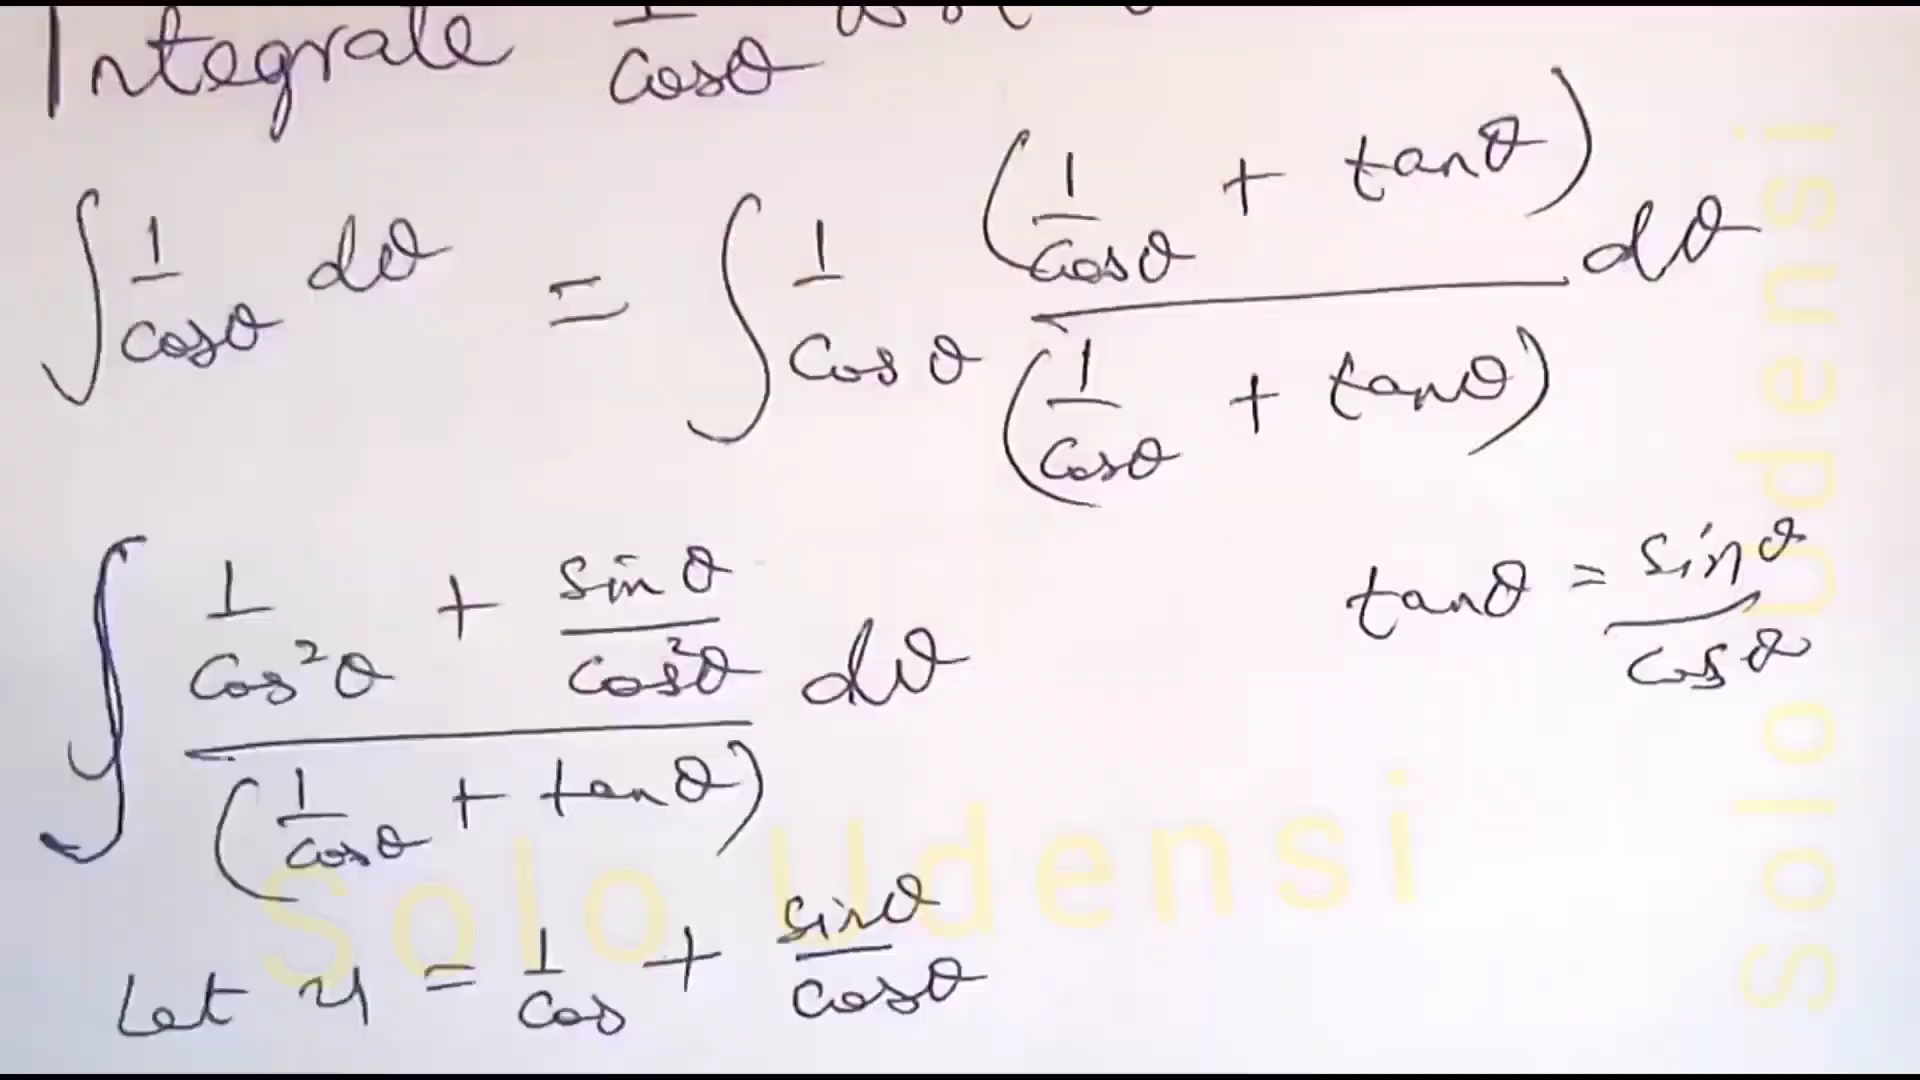 Integrate 1/cosθ
∫ 1/cosθ dθ = ∫ 1/cosθ (1/cosθ + tanθ)/(1/cosθ + tanθ) dθ
∫ (1/cos²θ + sinθ/cos²θ)/(1/cosθ + tanθ) dθ
tanθ = sinθ/cosθ
Let u = 1/cos + sinθ/cosθ
Solo Udensi
Solo Udensi